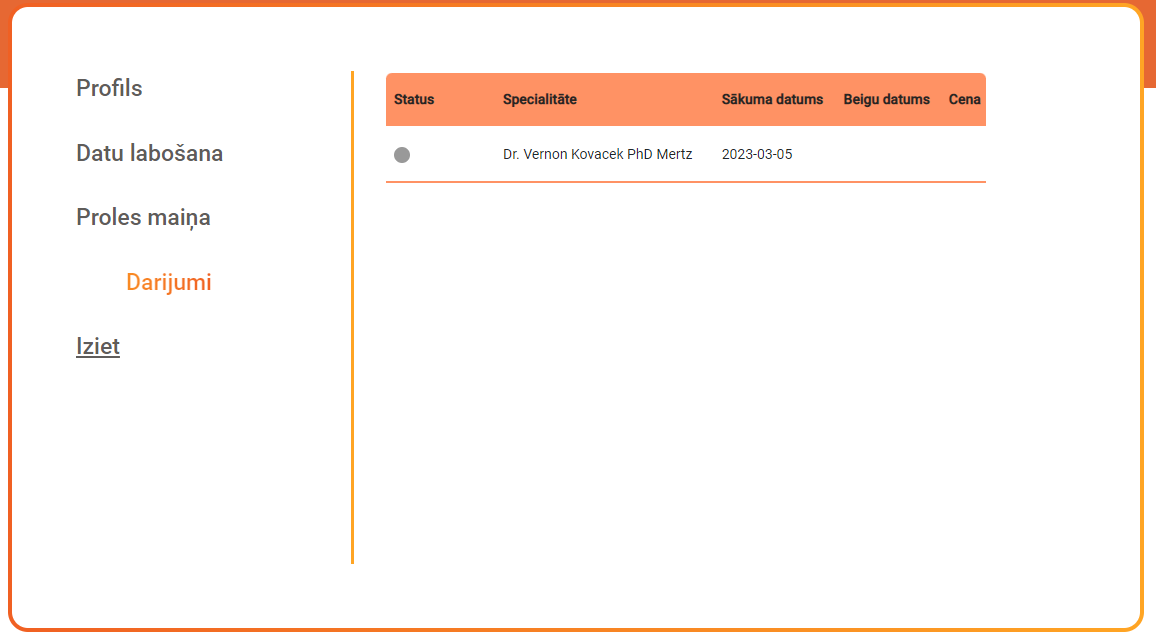 Profils
Datu labošana
Proles maiņa
Darijumi
Iziet
Status Specialitāte Sākuma datums Beigu datums Cena
Dr. Vernon Kovacek PhD Mertz 2023-03-05